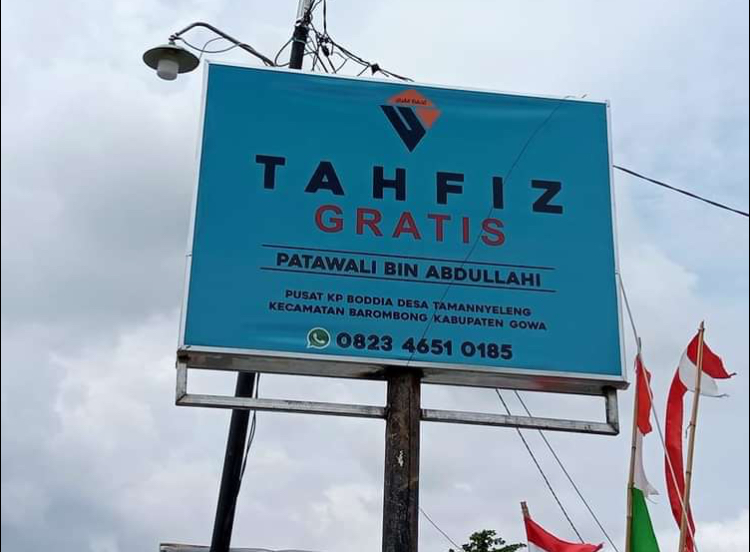 TAHFIZ
GRATIS
PATAWALI BIN ABDULLAHI
PUSAT KP BODDIA DESA TAMANNYELENG
KECAMATAN BAROMBONG KABUPATEN GOWA
0823 4651 0185